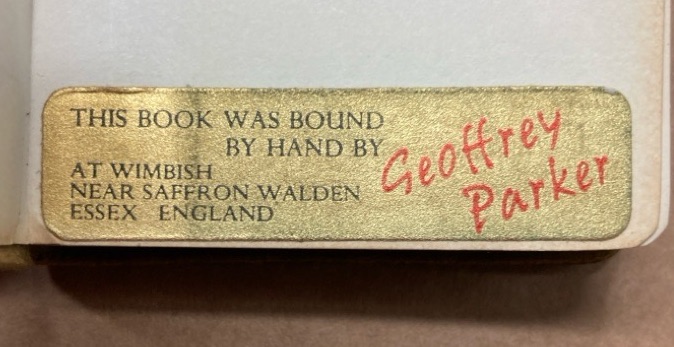 THIS BOOK WAS BOUND
BY HAND BY
Geoffrey
Parker
AT WIMBISH
NEAR SAFFRON WALDEN
ESSEX ENGLAND